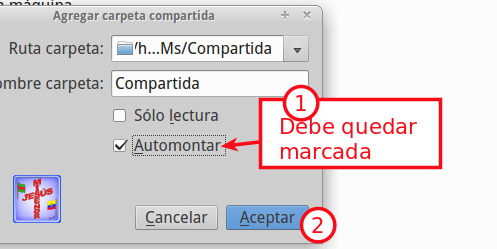 n máquina
Agregar carpeta compartida
Ruta carpeta:
/h...Ms/Compartida
ombre carpeta:
Compartida
1
Sólo lectura
Debe quedar
marcada
Automontar
JESÚS
Cancelar
Aceptar
2